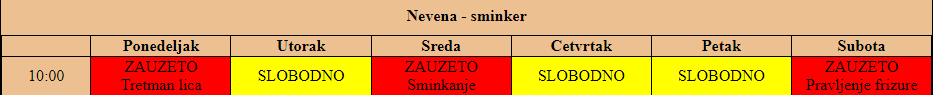 Nevena - sminker
Ponedeljak Utorak Sreda Cetvrtak Petak Subota
10:00 ZAUZETO Tretman lica SLOBODNO ZAUZETO Sminkanje SLOBODNO SLOBODNO ZAUZETO Pravljenje frizure